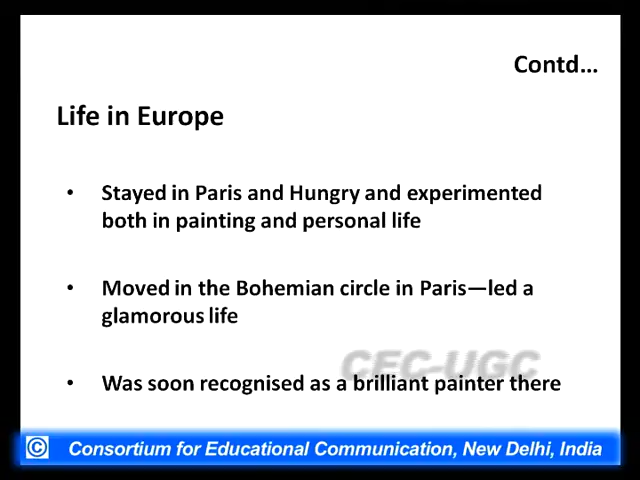 Contd…
Life in Europe
• Stayed in Paris and Hungry and experimented
both in painting and personal life
• Moved in the Bohemian circle in Paris—led a
glamorous life
CEC-UGC
• Was soon recognised as a brilliant painter there
© Consortium for Educational Communication, New Delhi, India